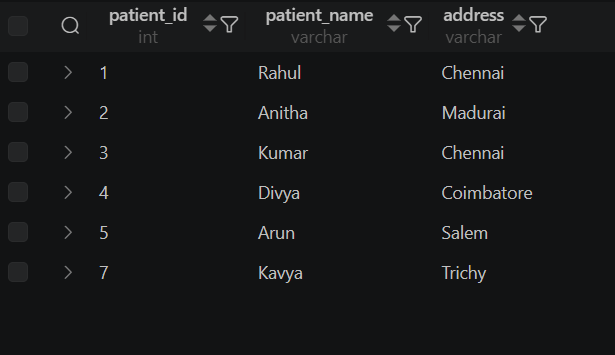 patient_id patient_name address
int varchar varchar
1 Rahul Chennai
2 Anitha Madurai
3 Kumar Chennai
4 Divya Coimbatore
5 Arun Salem
7 Kavya Trichy